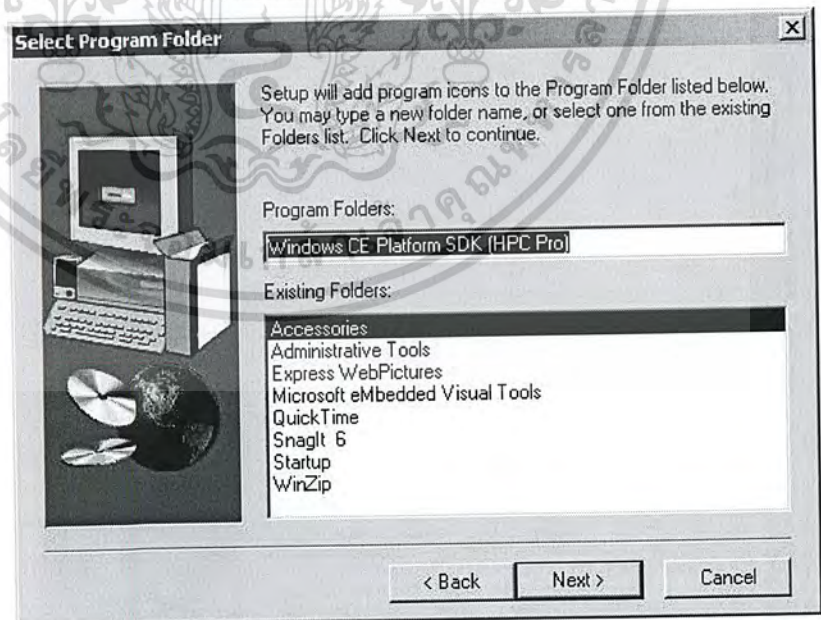 Select Program Folder
Setup will add program icons to the Program Folder listed below.
You may type a new folder name, or select one from the existing
Folders list. Click Next to continue.
Program Folders:
Windows CE Platform SDK (HPC Pro)
Existing Folders:
Accessories
Administrative Tools
Express WebPictures
Microsoft eMbedded Visual Tools
QuickTime
SnagIt 6
Startup
WinZip
< Back
Next >
Cancel